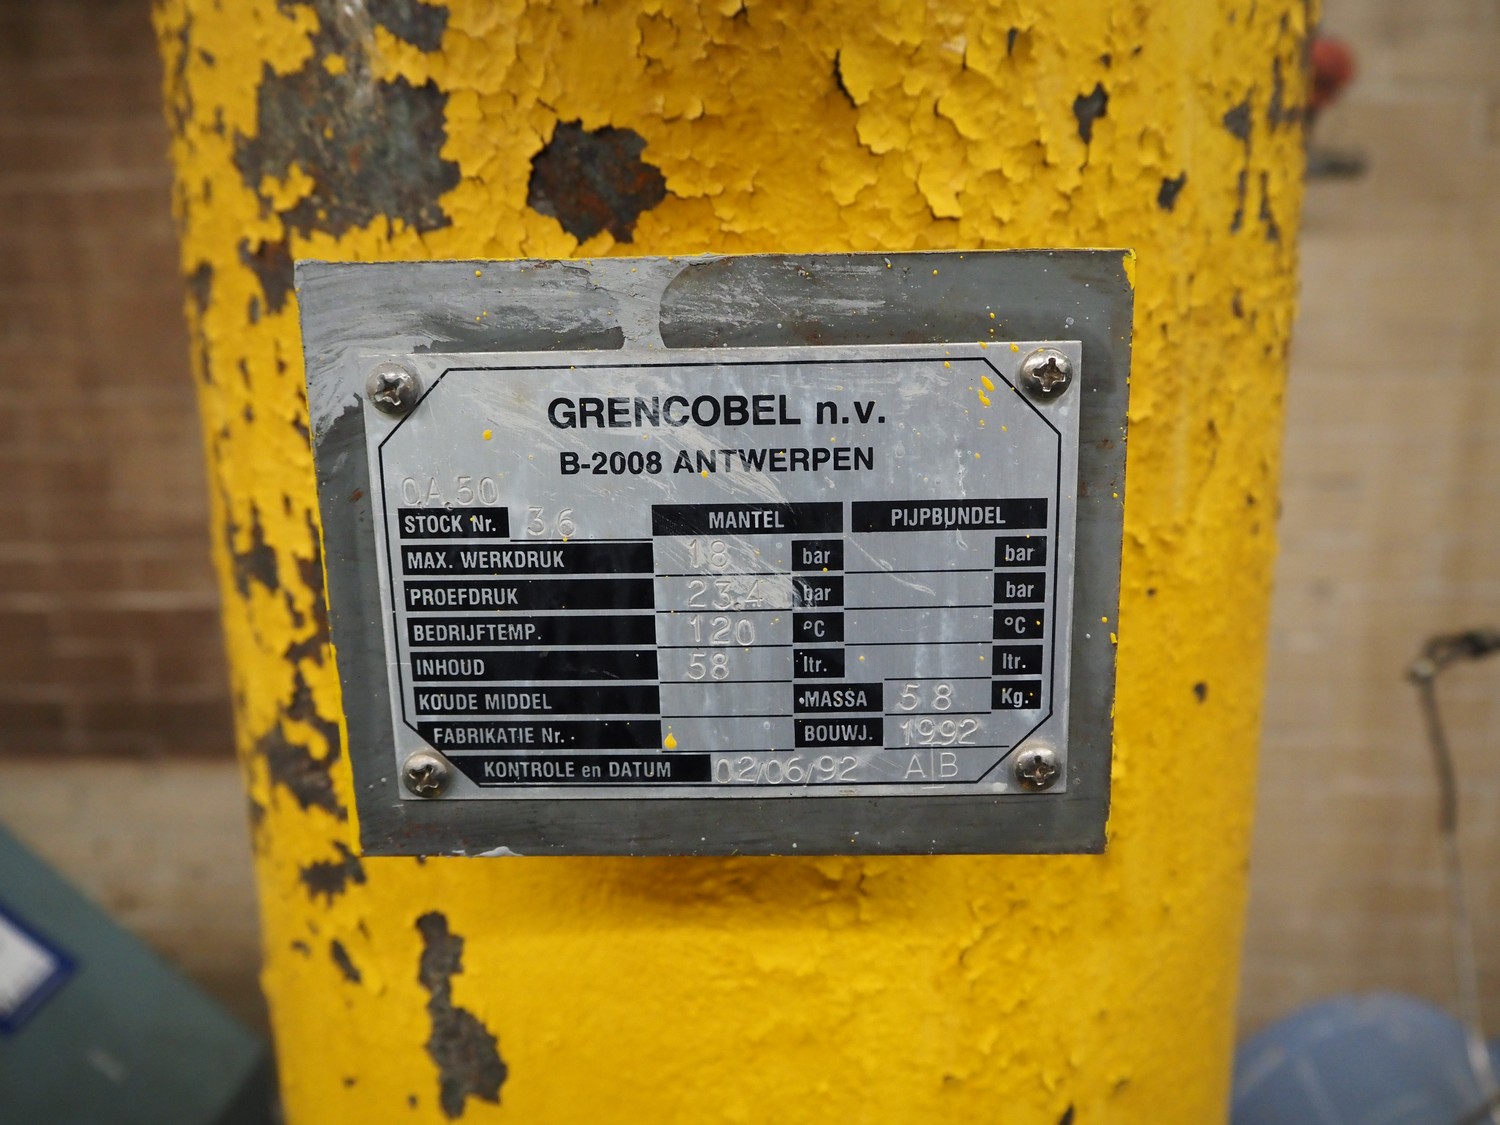 GRENCOBEL n.v.
B-2008 ANTWERPEN
CA.50
STOCK Nr. 36 MANTEL PIJPBUNDEL
MAX. WERKDRUK 18 bar bar
PROEFDRUK 23,4 bar bar
BEDRIJFTEMP. 120 °C °C
INHOUD 58 ltr. ltr.
KOUDE MIDDEL MASSA 58 Kg.
FABRIKATIE Nr. BOUWJ. 1992
KONTROLE en DATUM 02/06/92 A|B